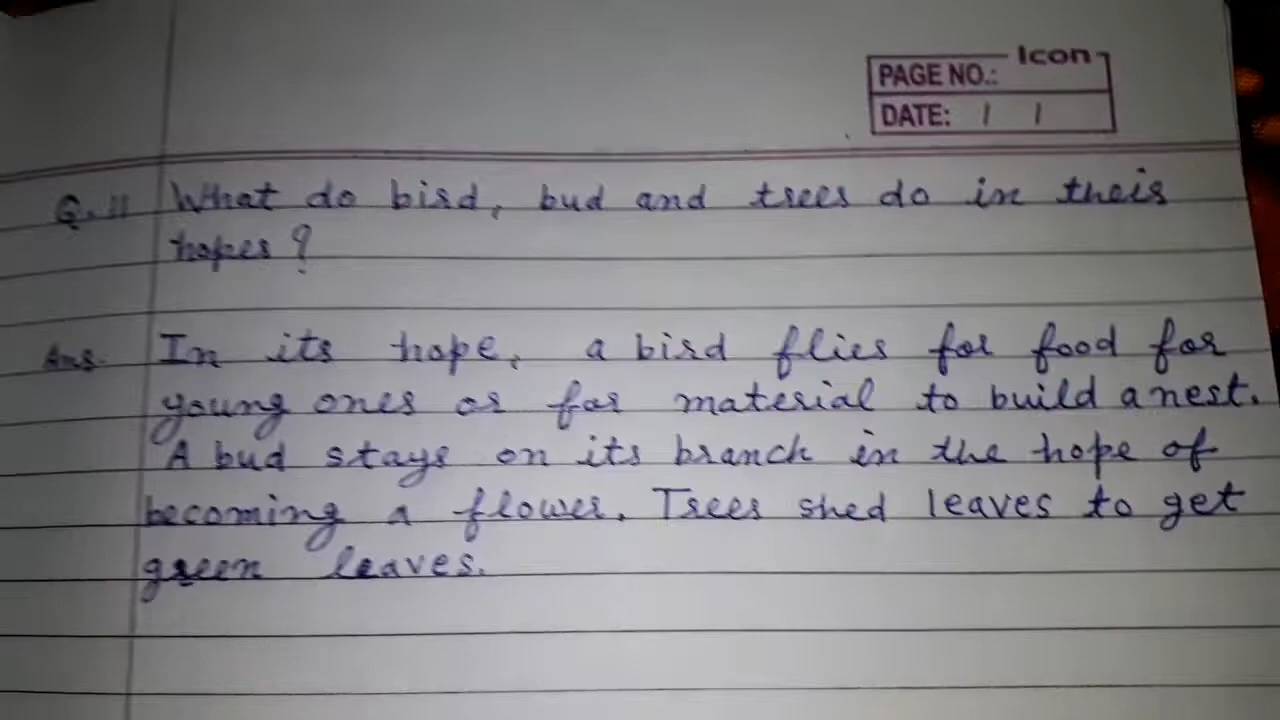 Icon
PAGE NO.:
DATE: / /
Q.11 What do bird, bud and trees do in their
hopes?
Ans. In its hope, a bird flies for food for
young ones or for material to build a nest.
A bud stays on its branch in the hope of
becoming a flower. Trees shed leaves to get
green leaves.